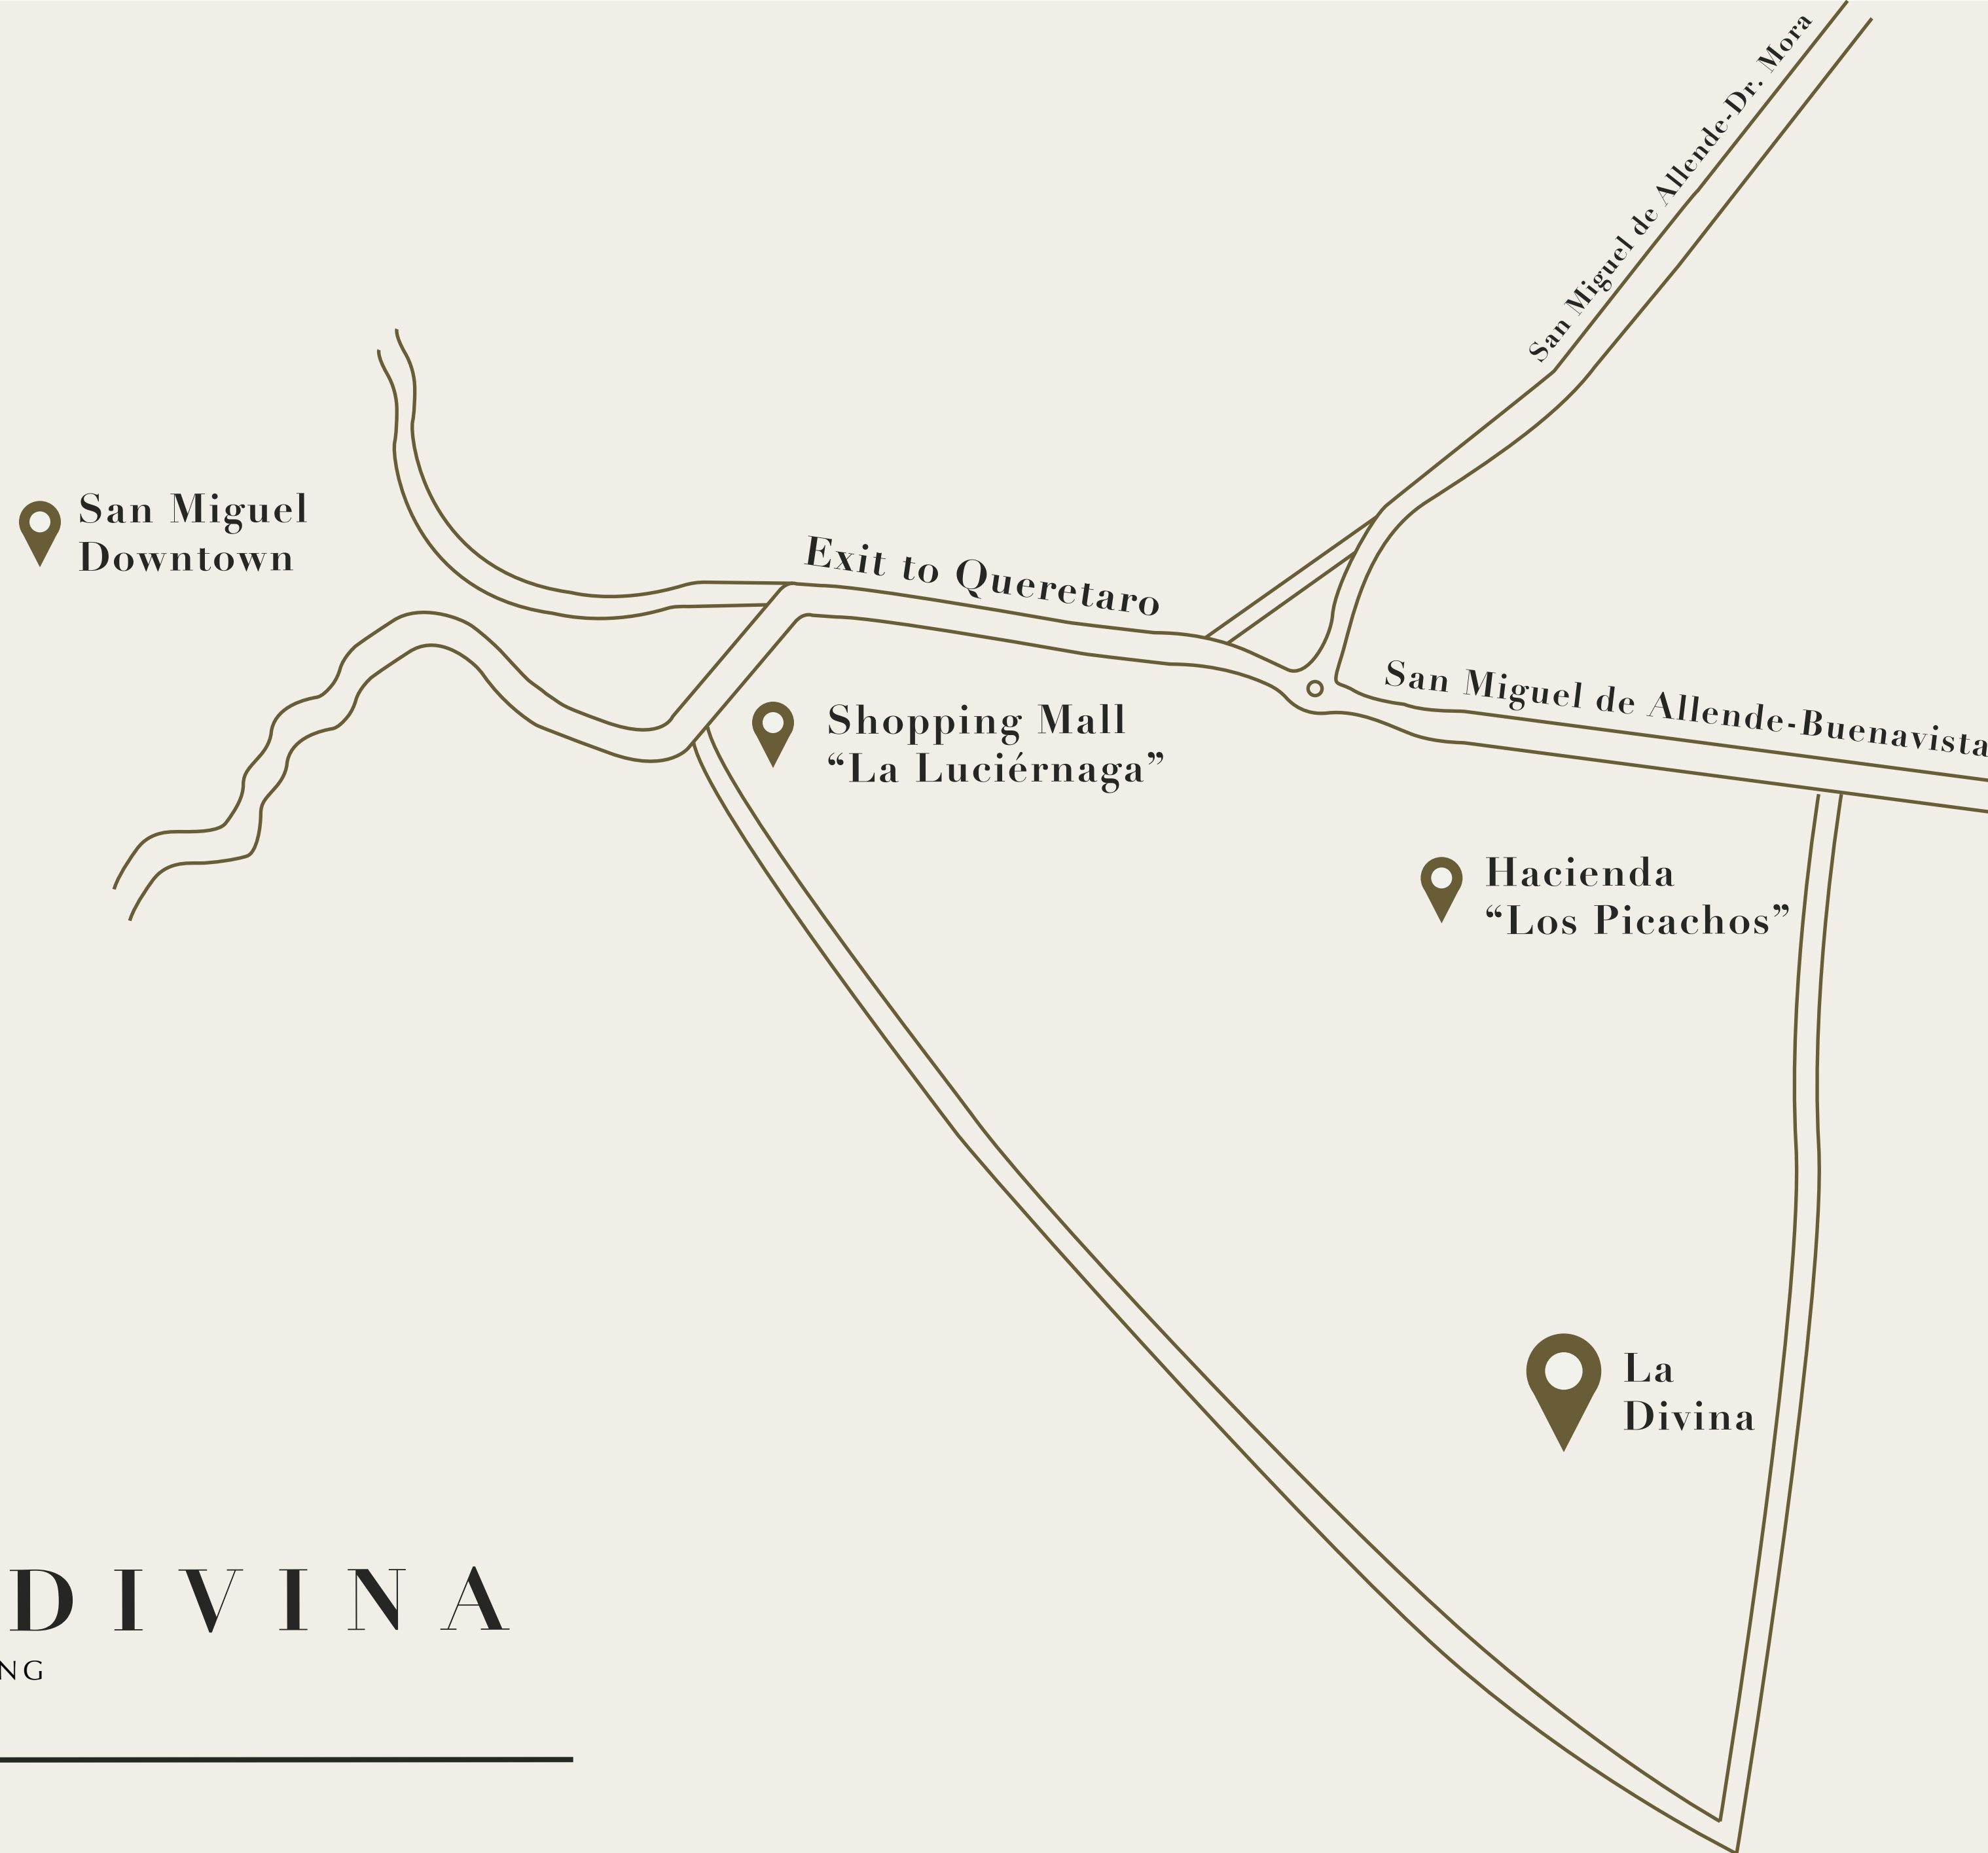 San Miguel de Allende-Dr. Mora
San Miguel
Downtown
Exit to Queretaro
San Miguel de Allende-Buenavista
Shopping Mall
“La Luciérnaga”
Hacienda
“Los Picachos”
La
Divina
DIVINA
NG